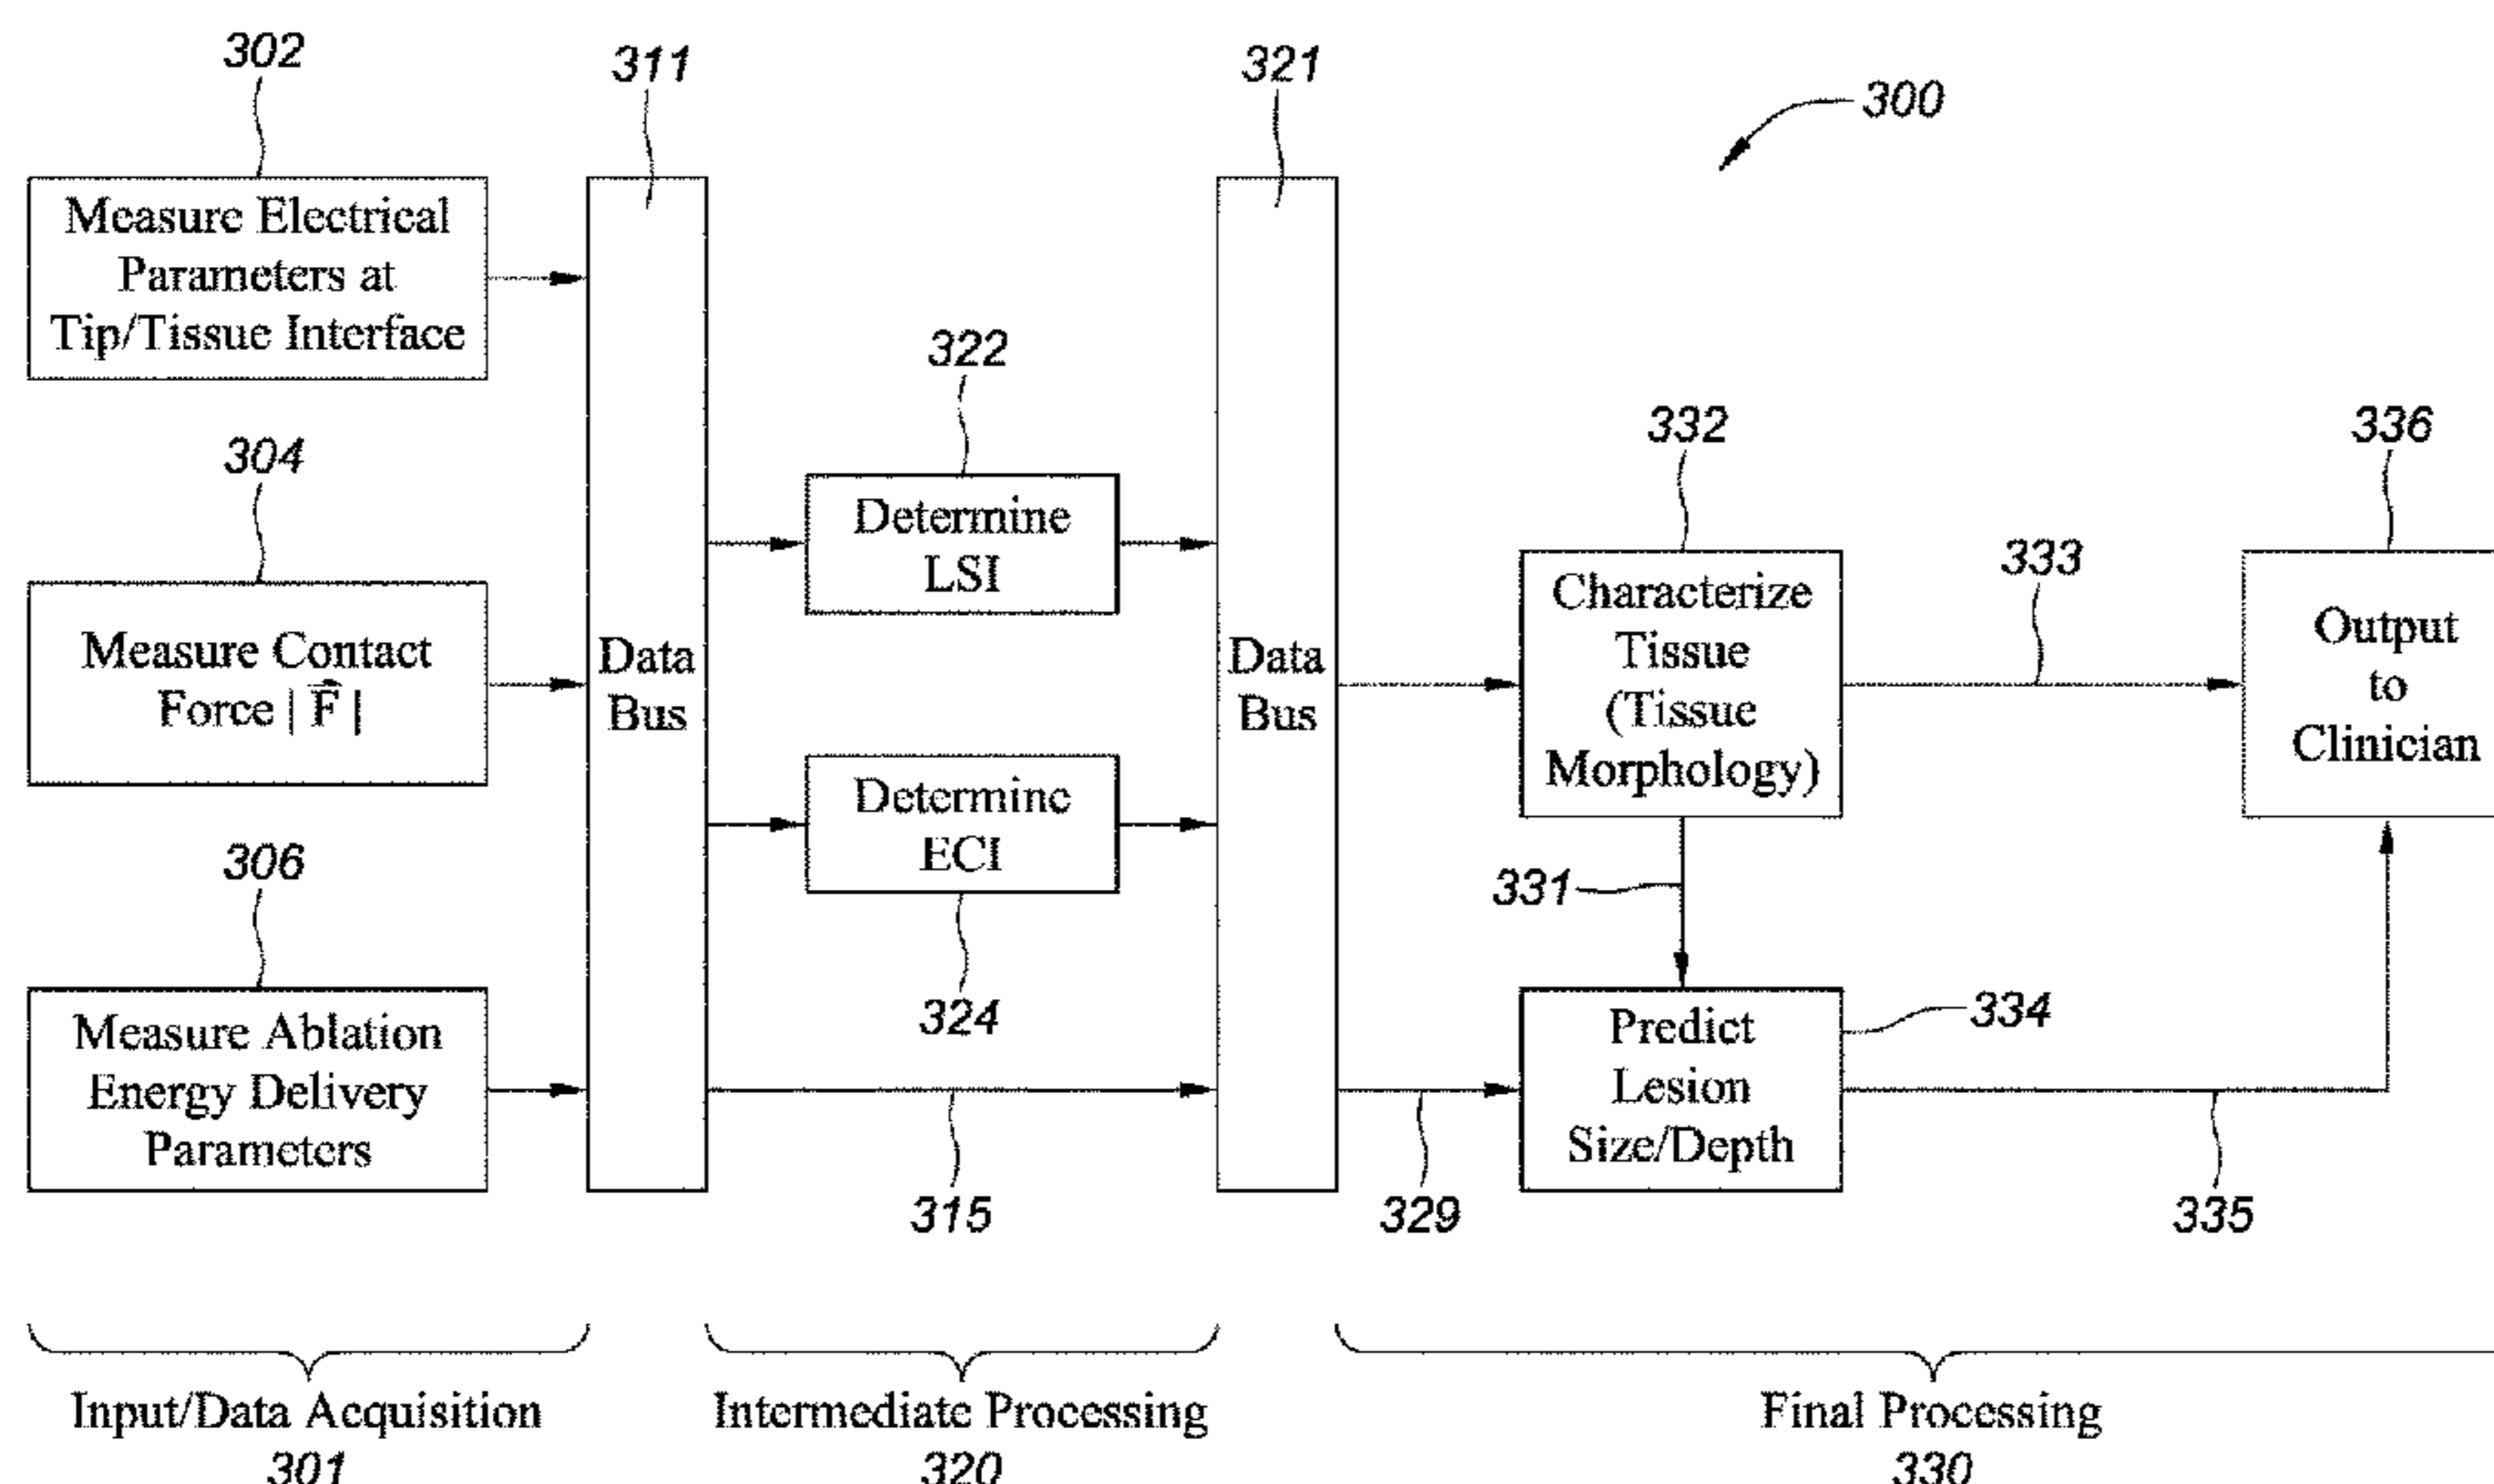 302
311
321
300
Measure Electrical
Parameters at
Tip/Tissue Interface
322
332
336
304
Determine
LSI
333
Characterize
Tissue
(Tissue
Morphology)
Output
to
Clinician
Measure Contact
Force | F⃗ |
Data
Bus
Data
Bus
Determine
ECI
306
331
324
334
Measure Ablation
Energy Delivery
Parameters
Predict
Lesion
Size/Depth
315
329
335
Input/Data Acquisition
301
Intermediate Processing
320
Final Processing
330